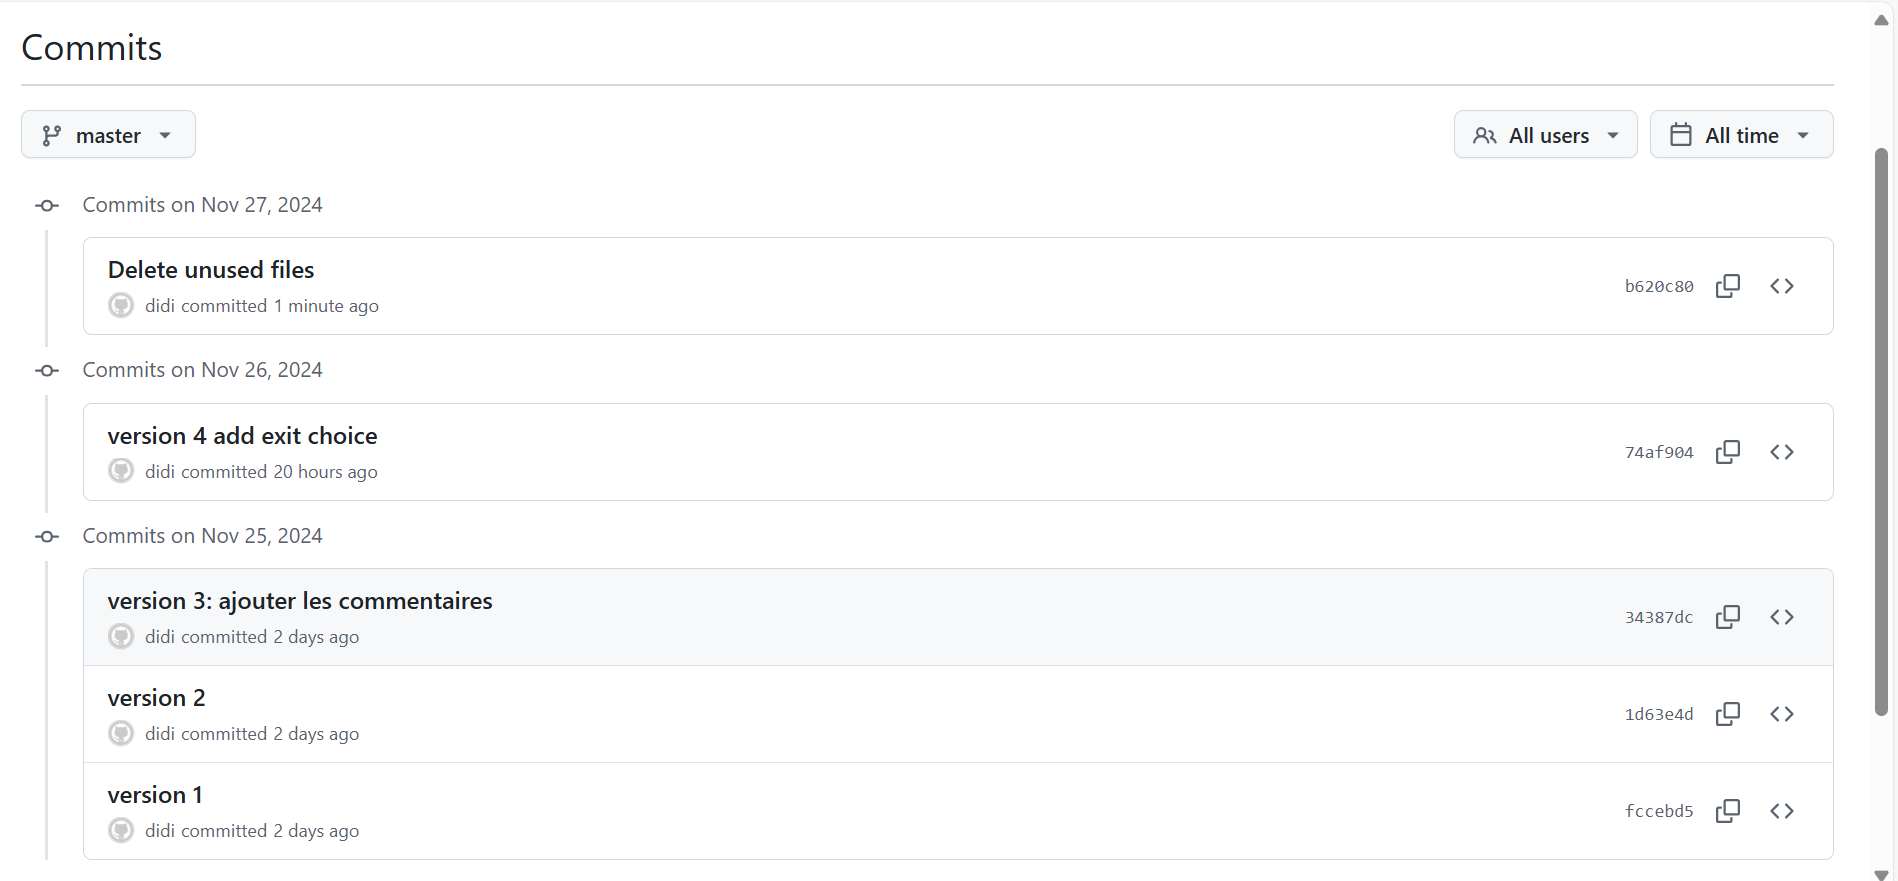 Commits
master
All users
All time
Commits on Nov 27, 2024
Delete unused files
didi committed 1 minute ago
b620c80
Commits on Nov 26, 2024
version 4 add exit choice
didi committed 20 hours ago
74af904
Commits on Nov 25, 2024
version 3: ajouter les commentaires
didi committed 2 days ago
34387dc
version 2
didi committed 2 days ago
1d63e4d
version 1
didi committed 2 days ago
fccebd5